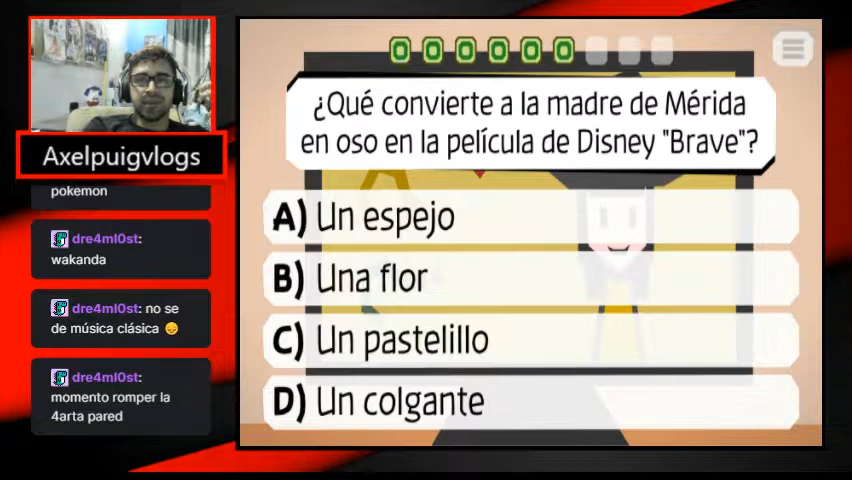 Axelpuigvlogs
pokemon
dre4ml0st:
wakanda
dre4ml0st: no se
de música clásica 😔
dre4ml0st:
momento romper la
4arta pared
¿Qué convierte a la madre de Mérida
en oso en la película de Disney "Brave"?
A) Un espejo
B) Una flor
C) Un pastelillo
D) Un colgante